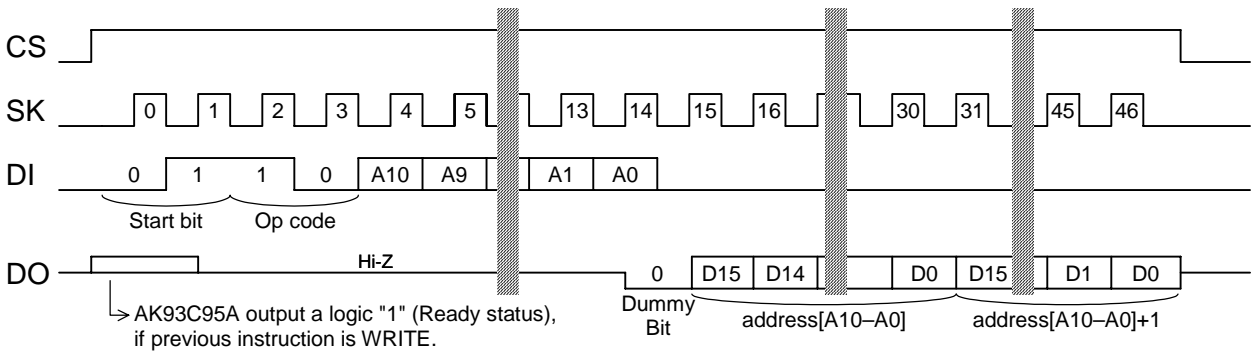 CS
SK 0 1 2 3 4 5 13 14 15 16 30 31 45 46
DI 0 1 1 0 A10 A9 A1 A0
Start bit Op code
DO Hi-Z 0 D15 D14 D0 D15 D1 D0
Dummy
Bit
address[A10–A0] address[A10–A0]+1
AK93C95A output a logic "1" (Ready status),
if previous instruction is WRITE.